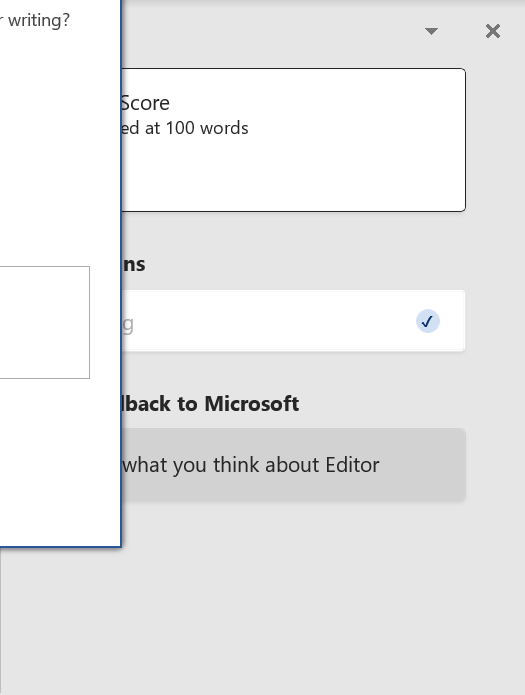 r writing?
Score
ed at 100 words
ns
g
lback to Microsoft
what you think about Editor